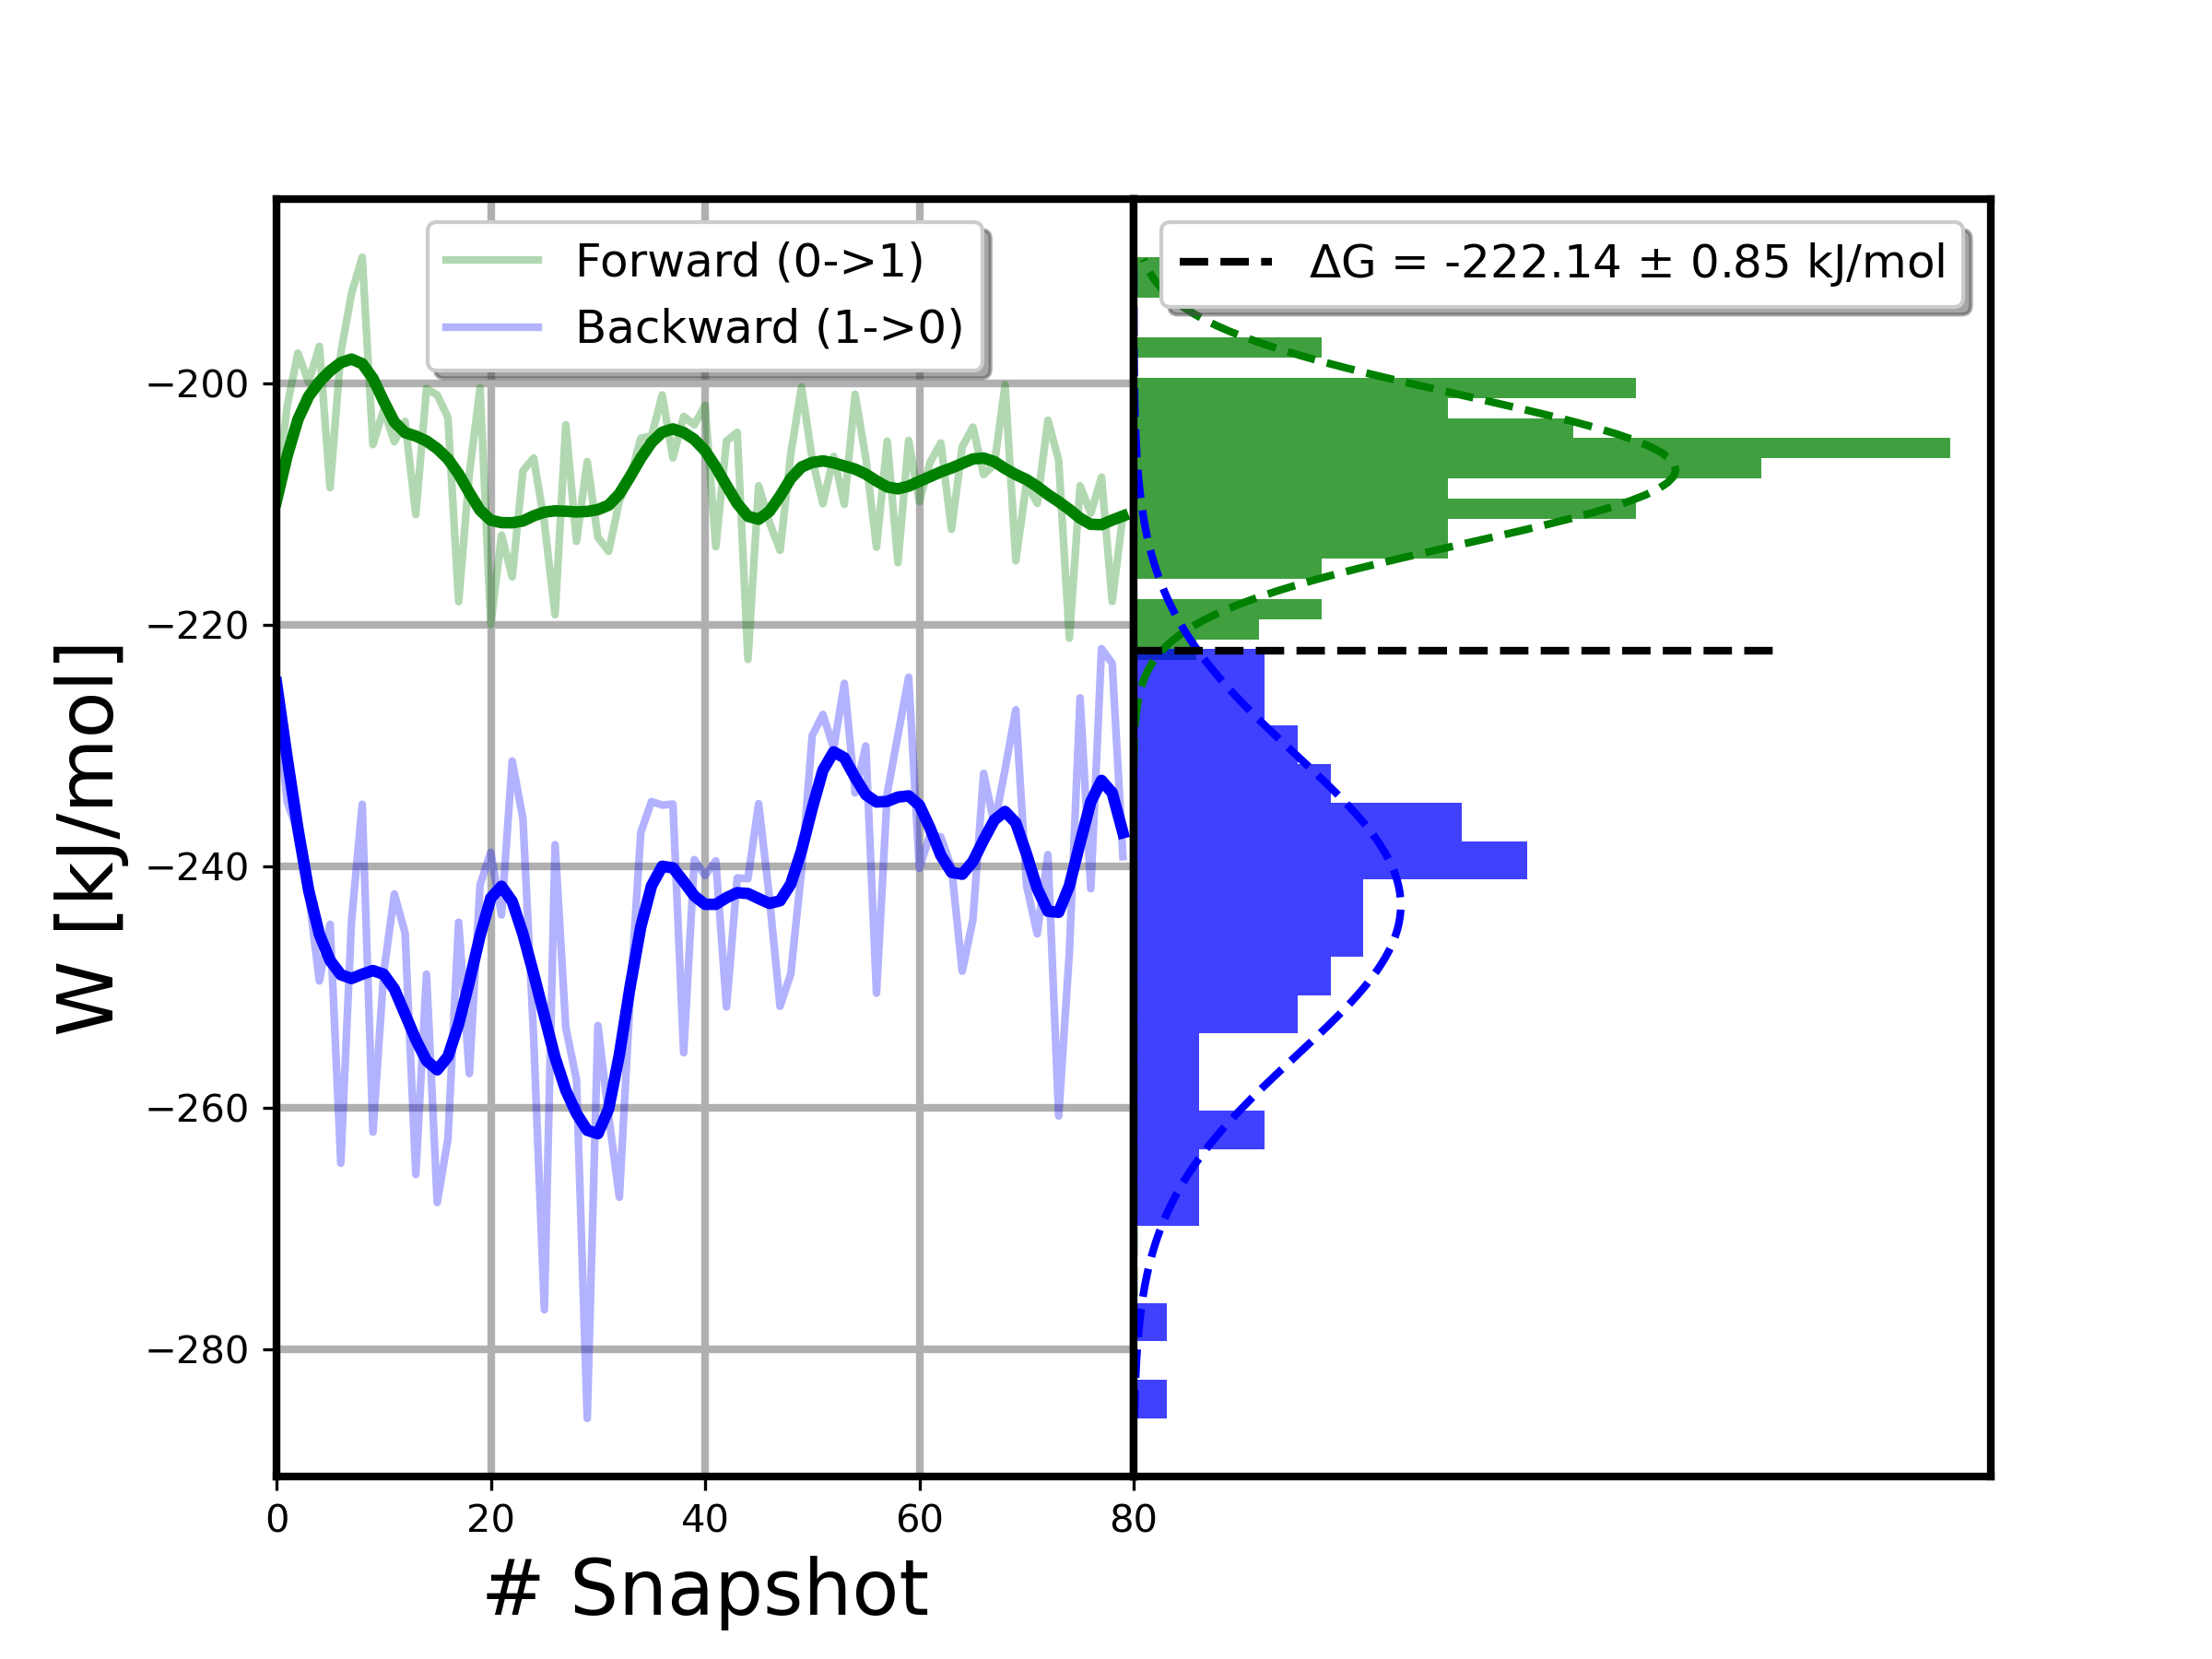 Forward (0->1)
Backward (1->0)
ΔG = -222.14 ± 0.85 kJ/mol
W [kJ/mol]
−200
−220
−240
−260
−280
0 20 40 60 80
# Snapshot